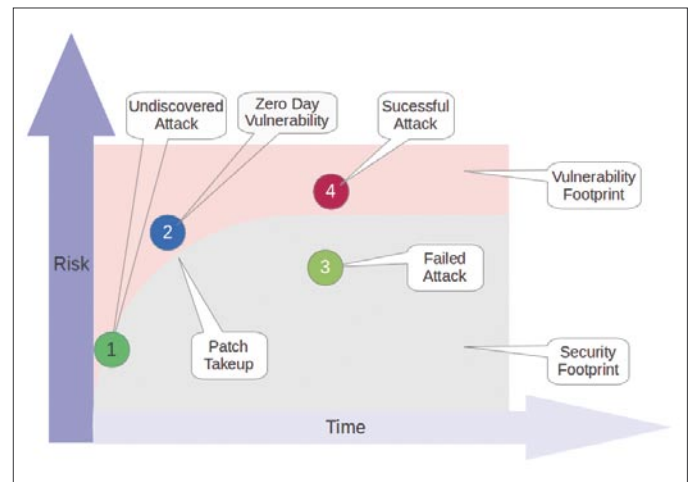 Undiscovered
Attack
Zero Day
Vulnerability
Sucessful
Attack
4
Vulnerability
Footprint
2
Risk
3
Failed
Attack
1
Patch
Takeup
Security
Footprint
Time